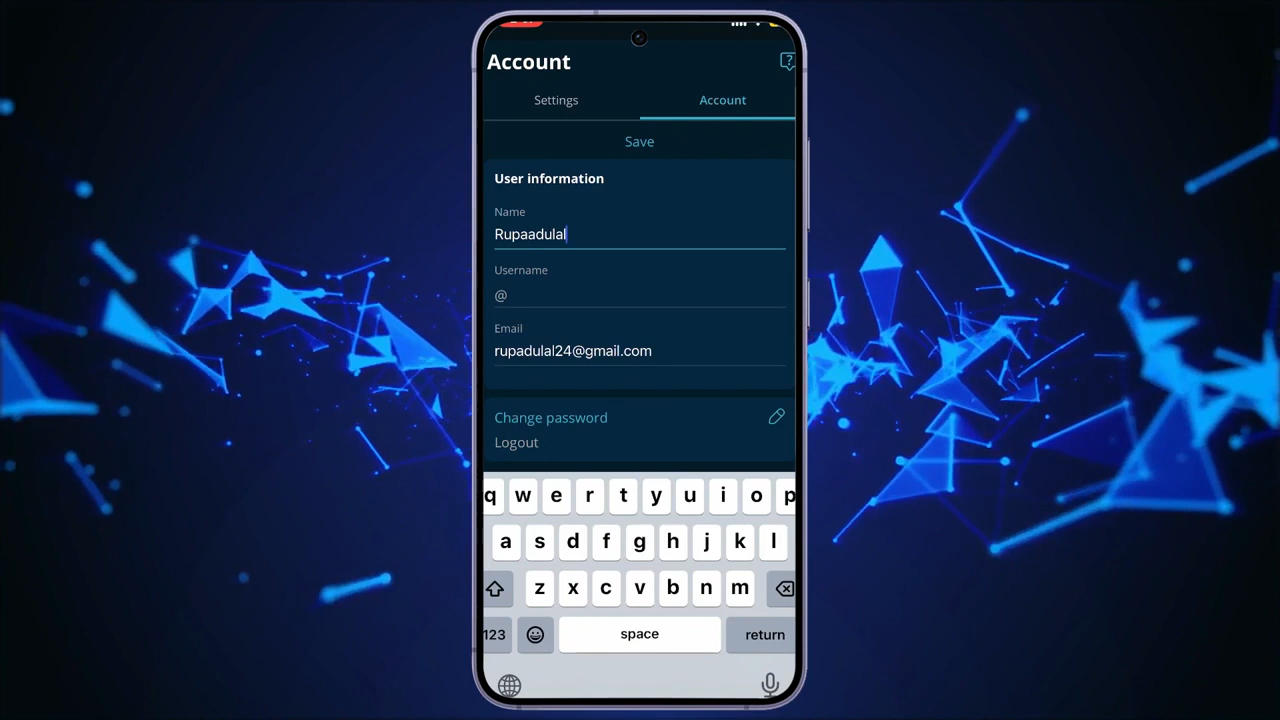 Account
Settings
Account
Save
User information
Name
Rupaadulal
Username
@
Email
rupadulal24@gmail.com
Change password
Logout
q w e r t y u i o p
a s d f g h j k l
z x c v b n m
123
space
return